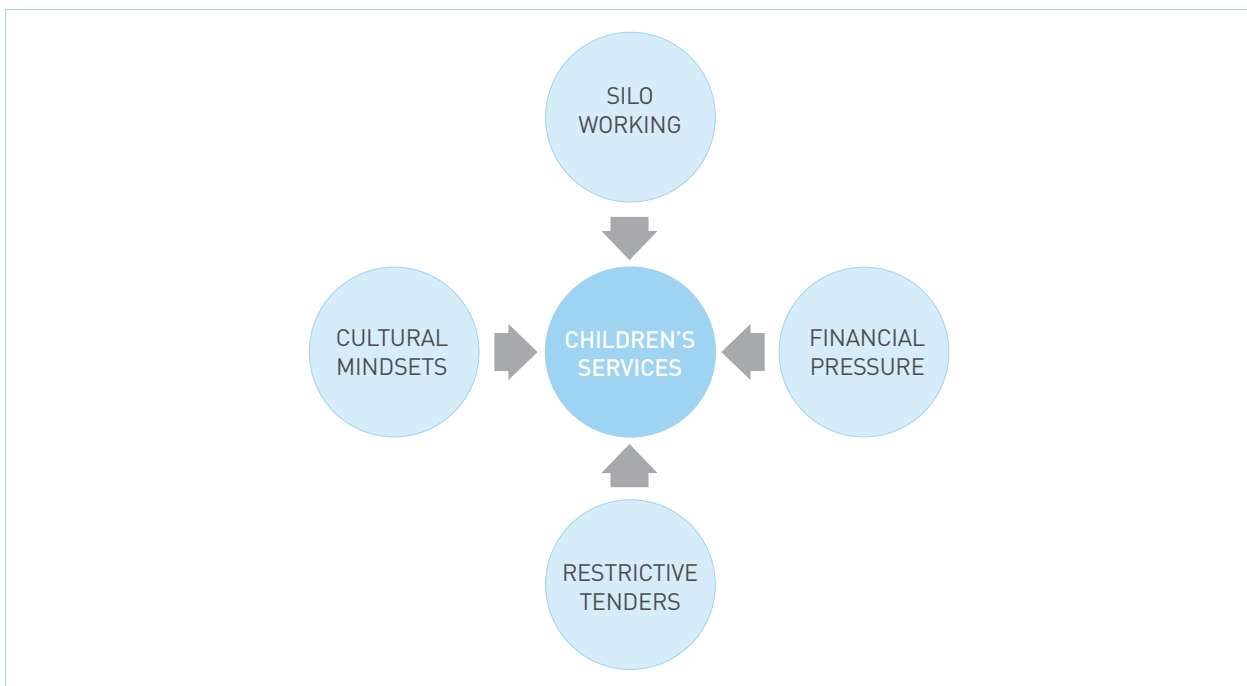 SILO
WORKING
CULTURAL
MINDSETS
CHILDREN'S
SERVICES
FINANCIAL
PRESSURE
RESTRICTIVE
TENDERS